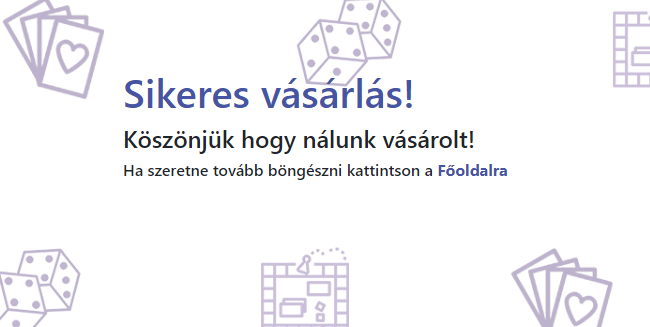 Sikeres vásárlás!
Köszönjük hogy nálunk vásárolt!
Ha szeretne tovább böngészni kattintson a Főoldalra